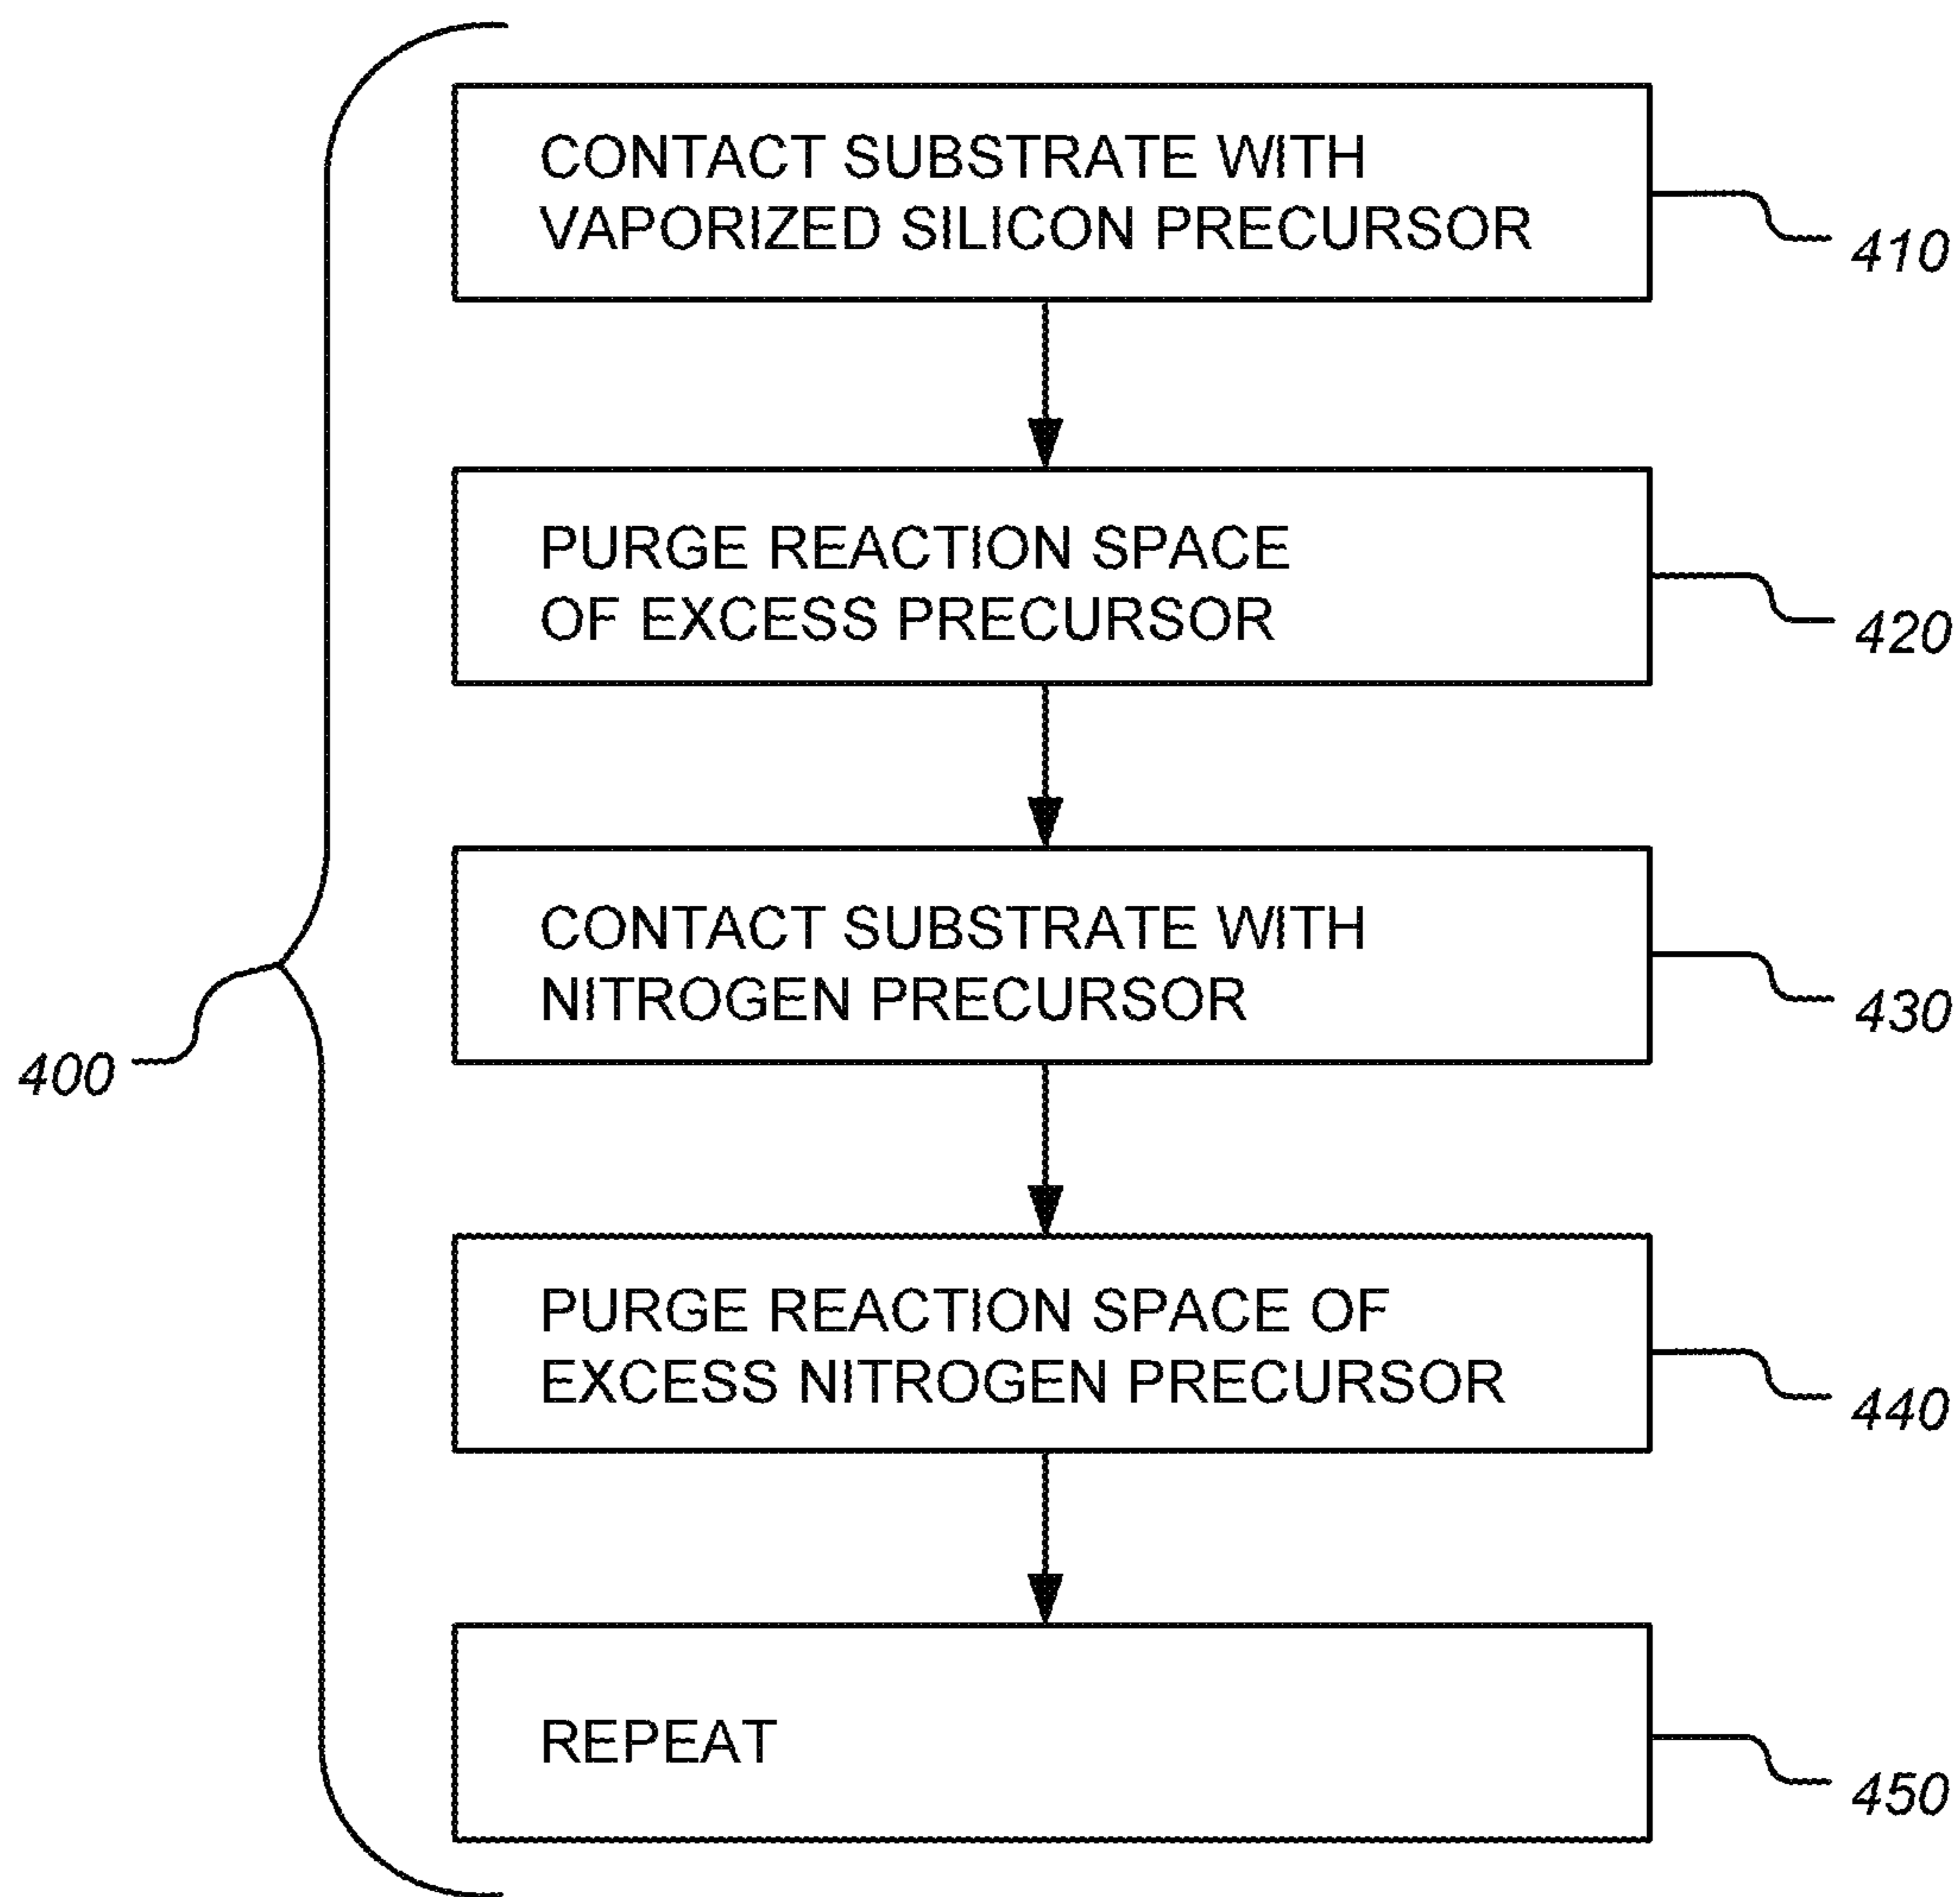 CONTACT SUBSTRATE WITH
VAPORIZED SILICON PRECURSOR
410
PURGE REACTION SPACE
OF EXCESS PRECURSOR
420
CONTACT SUBSTRATE WITH
NITROGEN PRECURSOR
430
400
PURGE REACTION SPACE OF
EXCESS NITROGEN PRECURSOR
440
REPEAT
450